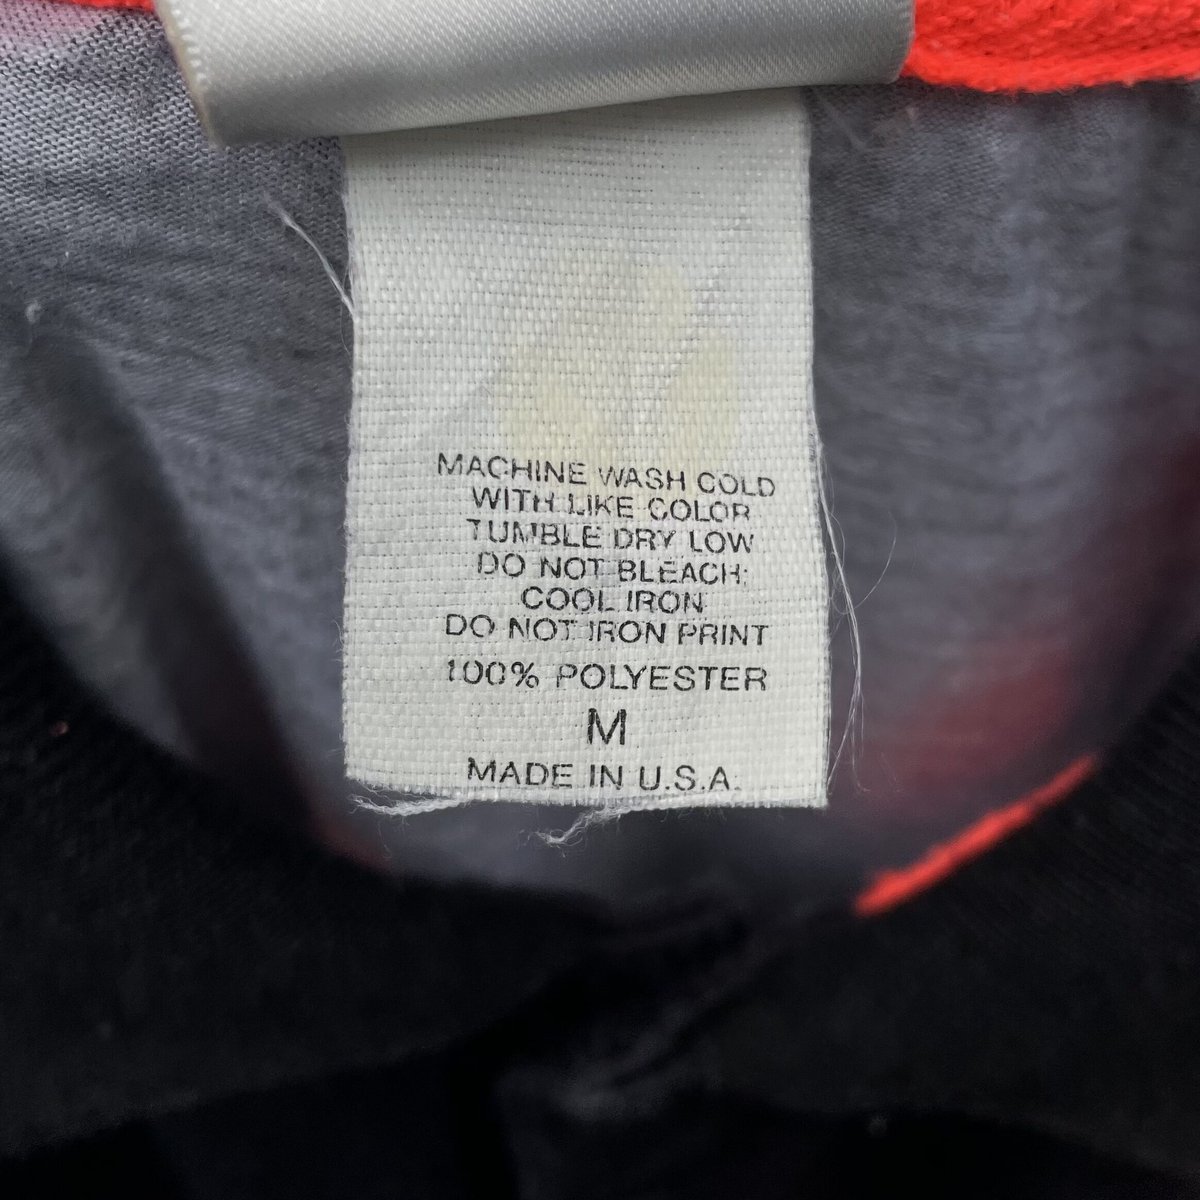 MACHINE WASH COLD
WITH LIKE COLOR
TUMBLE DRY LOW
DO NOT BLEACH:
COOL IRON
DO NOT IRON PRINT
100% POLYESTER
M
MADE IN U.S.A.